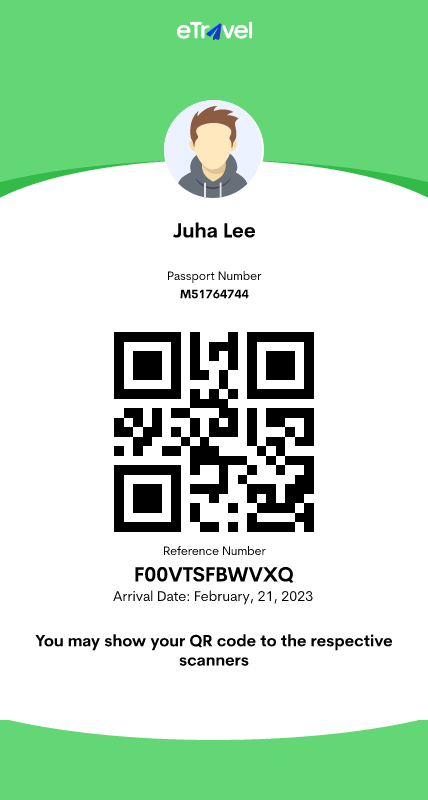 eTravel
Juha Lee
Passport Number
M51764744
Reference Number
F00VTSFBWVXQ
Arrival Date: February, 21, 2023
You may show your QR code to the respective
scanners